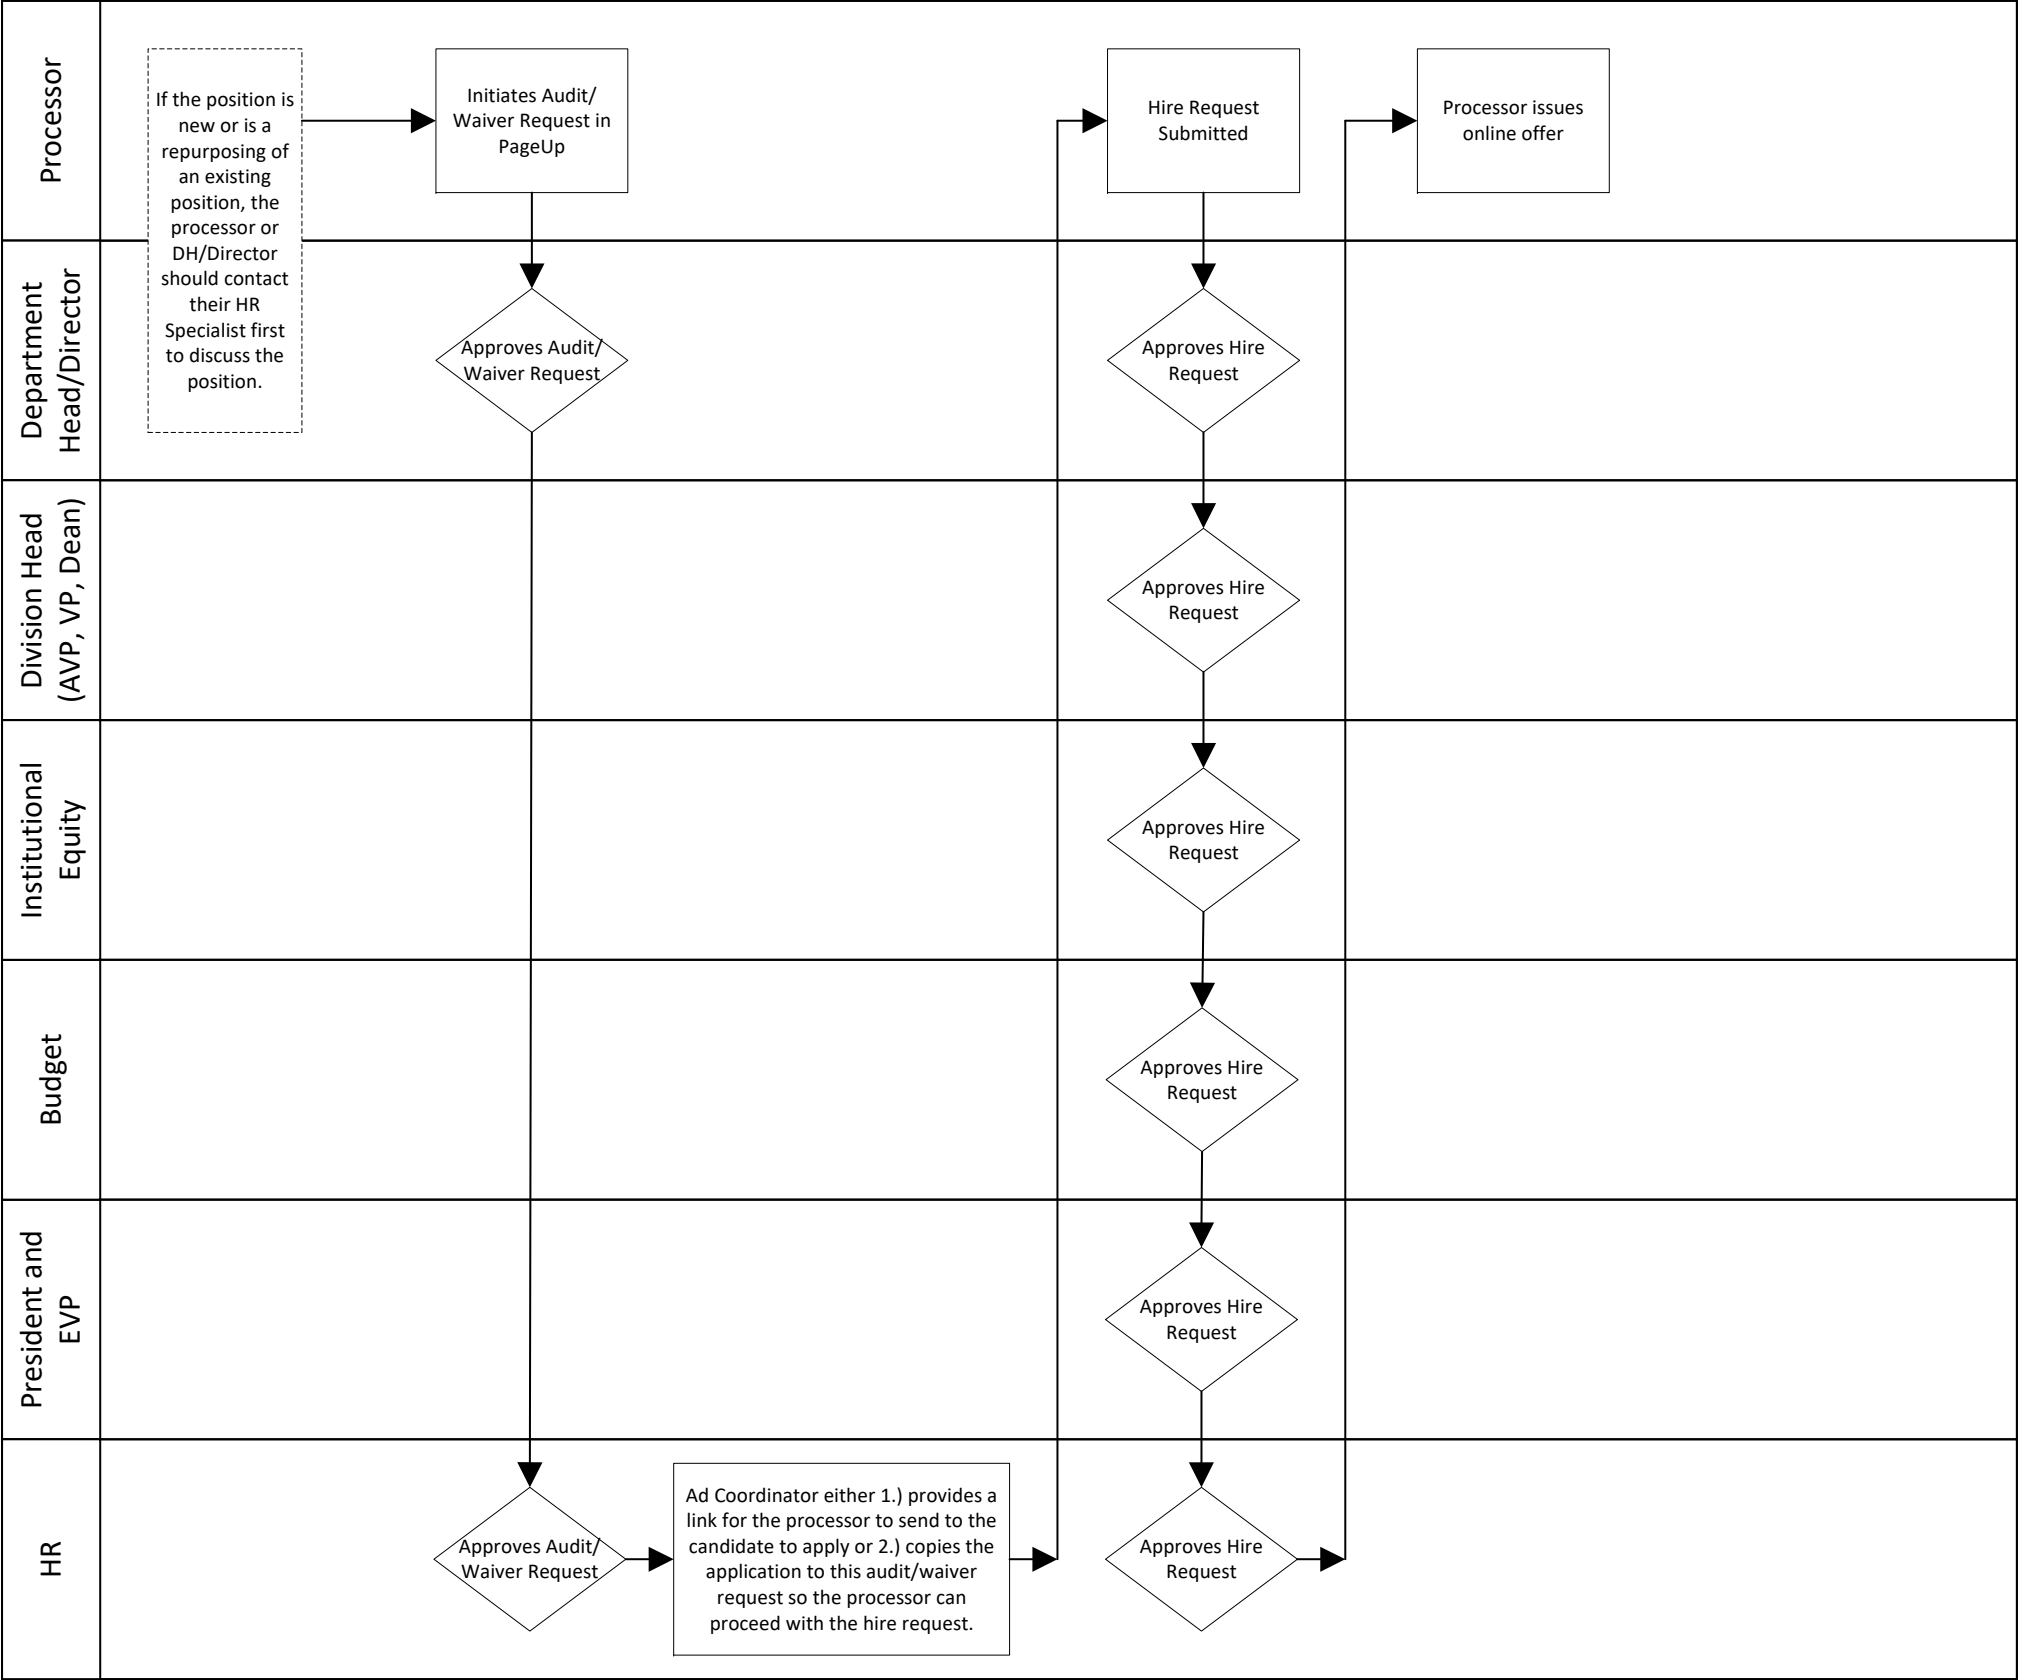 Processor
If the position is
new or is a
repurposing of
an existing
position, the
processor or
DH/Director
should contact
their HR
Specialist first
to discuss the
position.
Initiates Audit/
Waiver Request in
PageUp
Hire Request
Submitted
Processor issues
online offer
Department
Head/Director
Approves Audit/
Waiver Request
Approves Hire
Request
Division Head
(AVP, VP, Dean)
Approves Hire
Request
Institutional
Equity
Approves Hire
Request
Budget
Approves Hire
Request
President and
EVP
Approves Hire
Request
HR
Approves Audit/
Waiver Request
Ad Coordinator either 1.) provides a
link for the processor to send to the
candidate to apply or 2.) copies the
application to this audit/waiver
request so the processor can
proceed with the hire request.
Approves Hire
Request